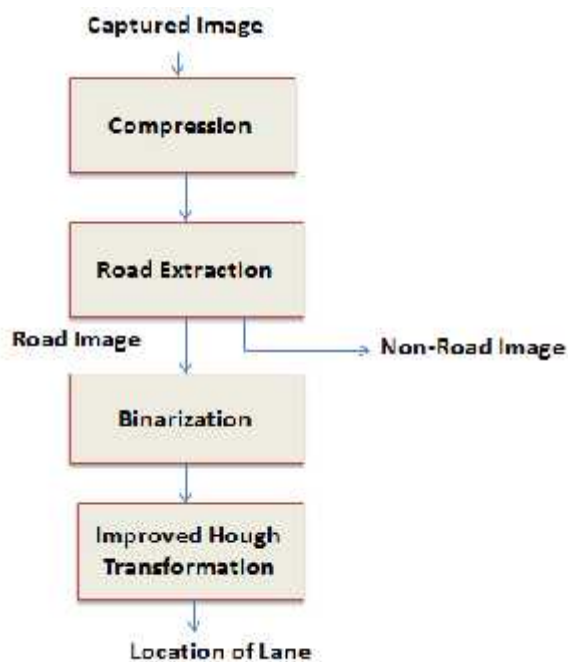 Captured Image
Compression
Road Extraction
Road Image
Non-Road Image
Binarization
Improved Hough
Transformation
Location of Lane